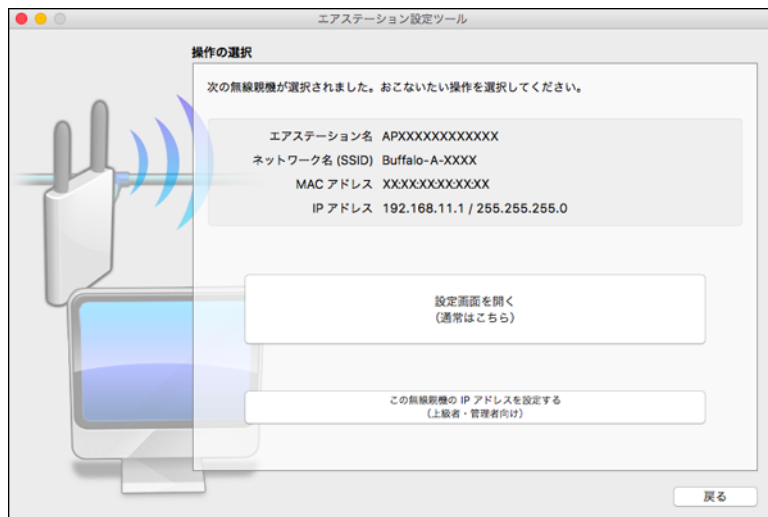 エアステーション設定ツール
操作の選択
次の無線親機が選択されました。おこないたい操作を選択してください。
エアステーション名 APXXXXXXXXXXXX
ネットワーク名 (SSID) Buffalo-A-XXXX
MAC アドレス XX:XX:XX:XX:XX:XX
IP アドレス 192.168.11.1 / 255.255.255.0
設定画面を開く
(通常はこちら)
この無線親機の IP アドレスを設定する
(上級者・管理者向け)
戻る